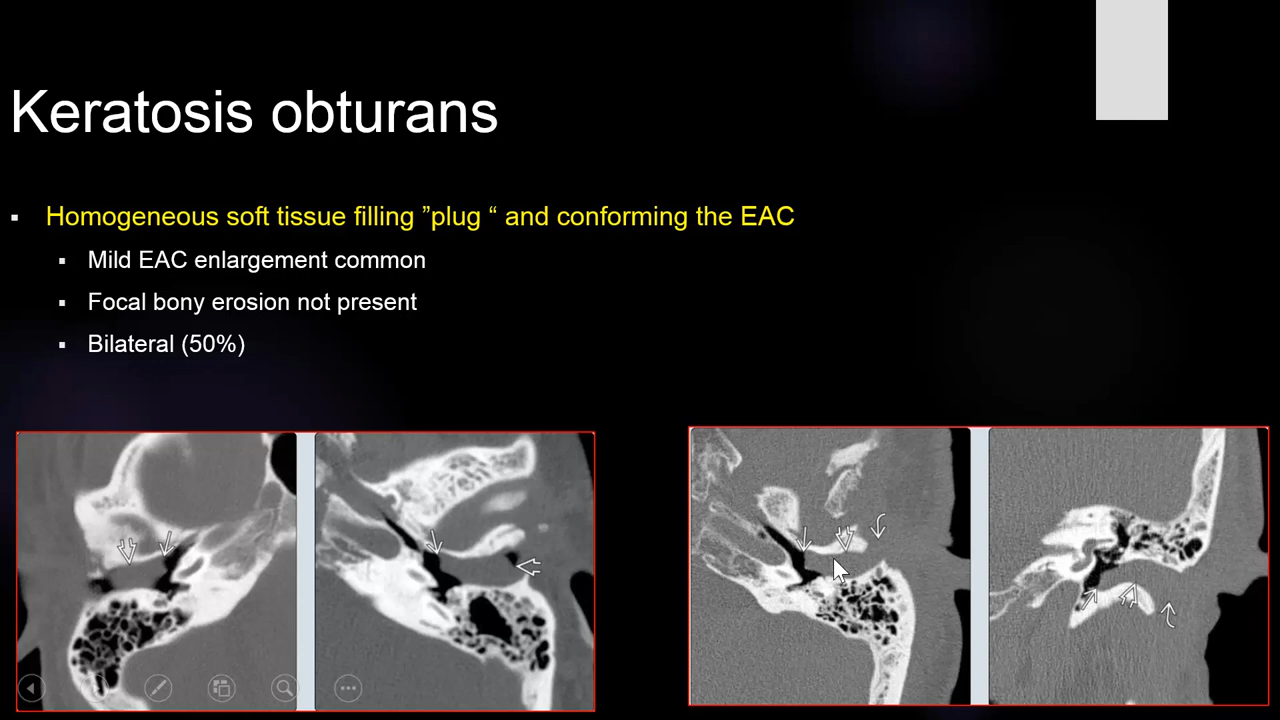 Keratosis obturans
Homogeneous soft tissue filling ”plug “ and conforming the EAC
Mild EAC enlargement common
Focal bony erosion not present
Bilateral (50%)